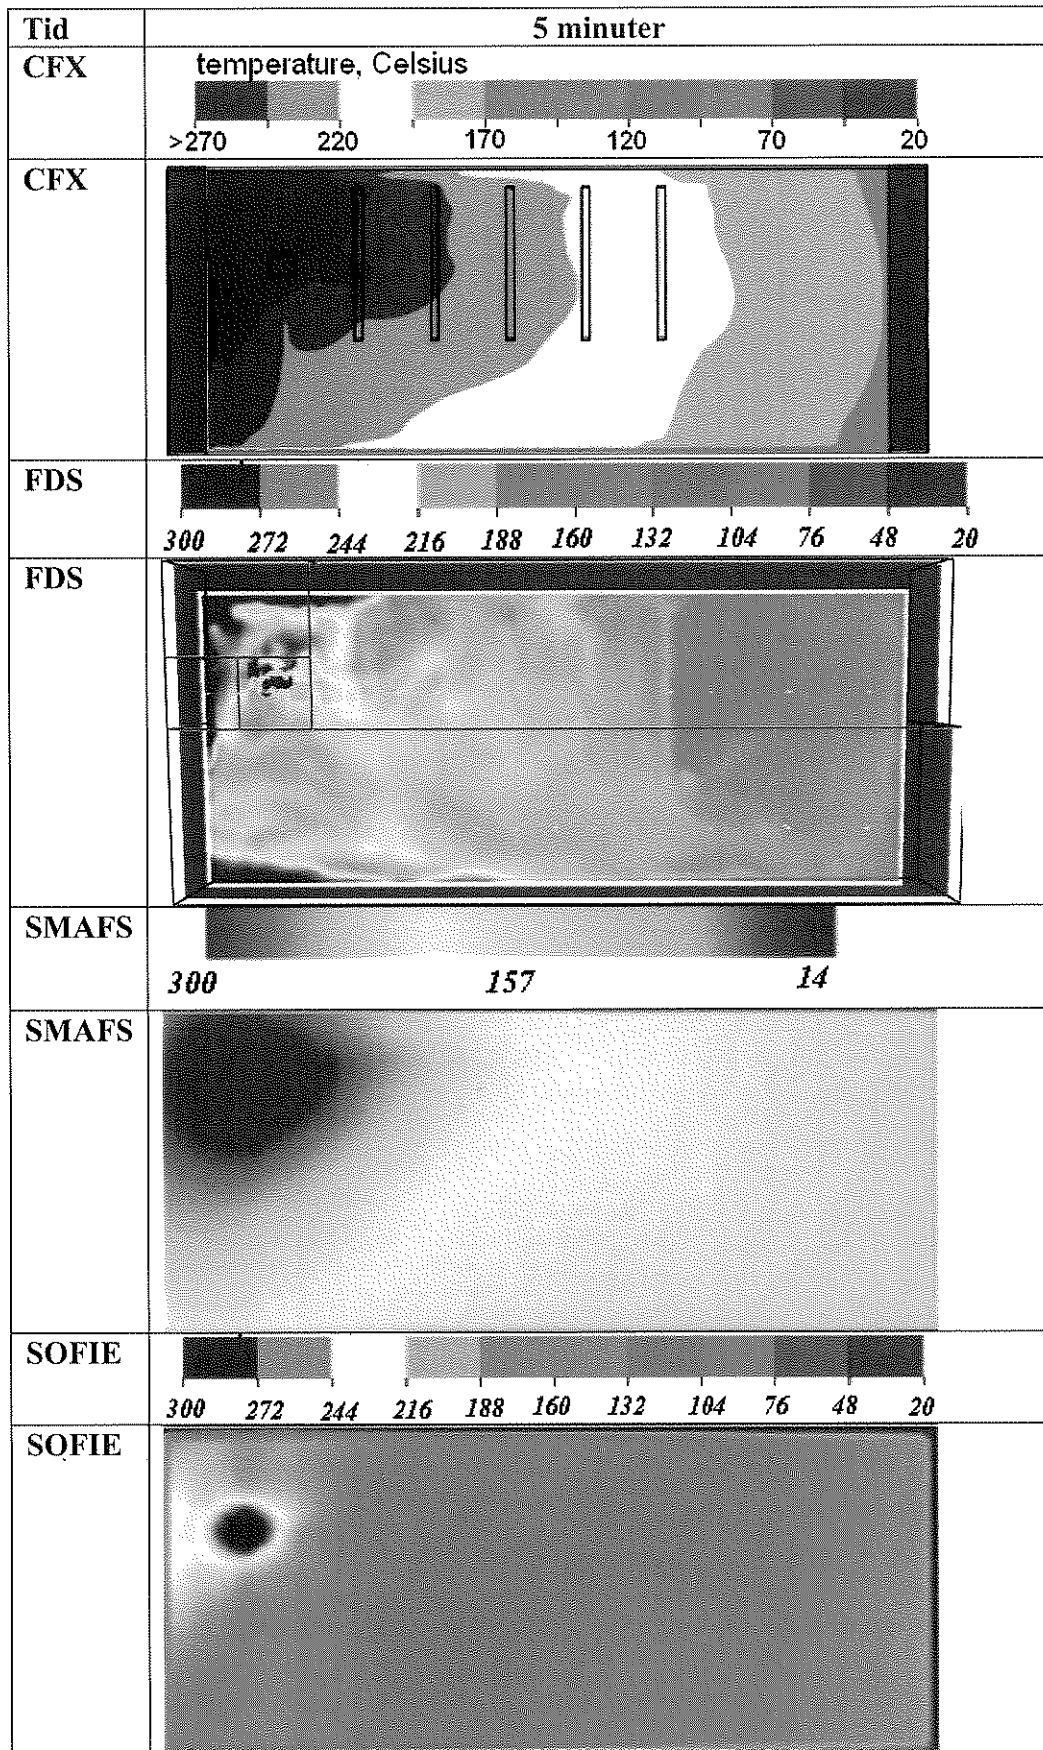 Tid 5 minuter
CFX temperature, Celsius
>270 220 170 120 70 20
CFX
FDS
300 272 244 216 188 160 132 104 76 48 20
FDS
SMAFS
300 157 14
SMAFS
SOFIE
300 272 244 216 188 160 132 104 76 48 20
SOFIE